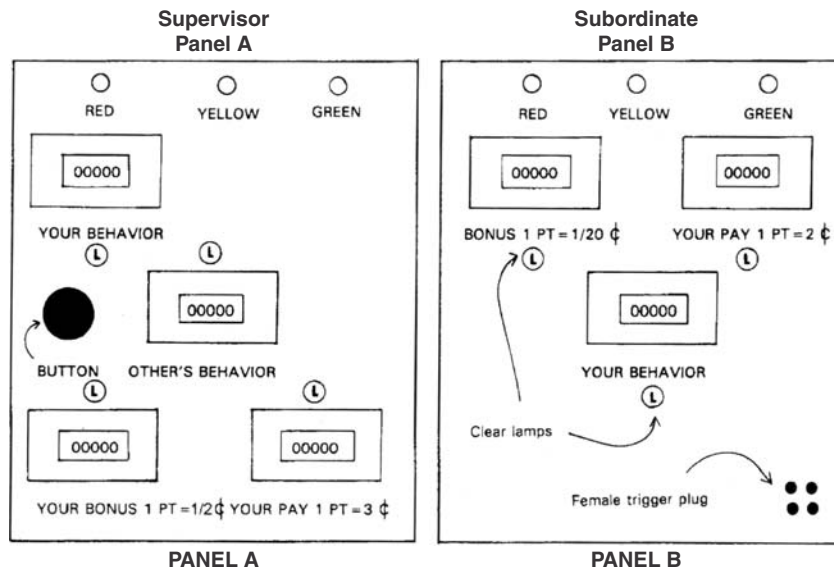 Supervisor
Panel A
RED YELLOW GREEN
00000
YOUR BEHAVIOR
L L
00000
BUTTON OTHER'S BEHAVIOR
L L
00000 00000
YOUR BONUS 1 PT =1/2¢ YOUR PAY 1 PT = 3 ¢
PANEL A
Subordinate
Panel B
RED YELLOW GREEN
00000 00000
BONUS 1 PT = 1/20 ¢ YOUR PAY 1 PT = 2 ¢
L L
00000
YOUR BEHAVIOR
L
Clear lamps
Female trigger plug
PANEL B